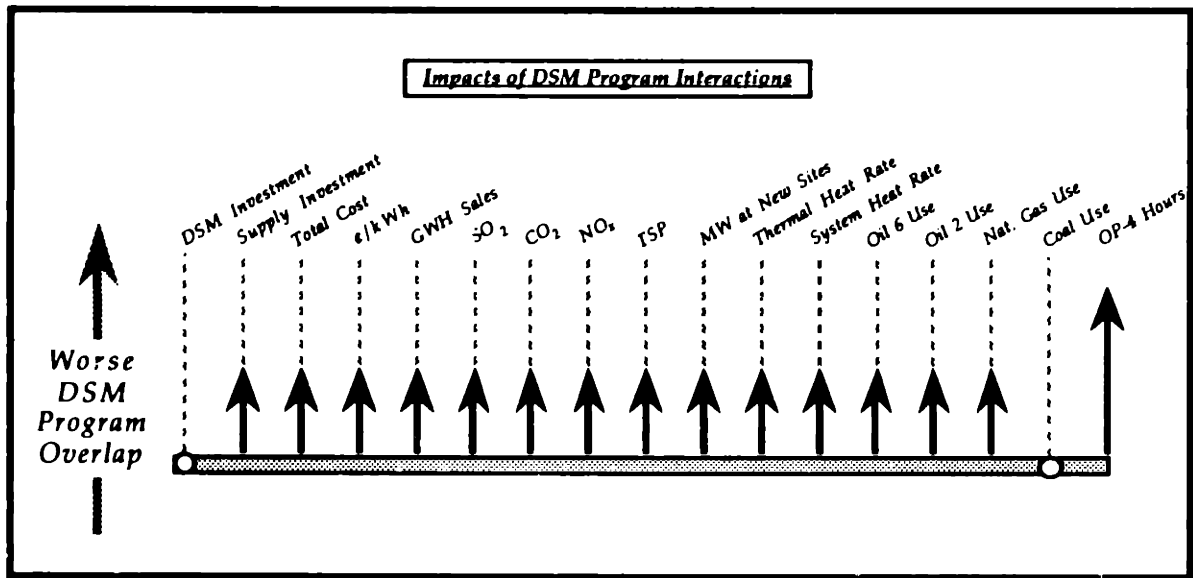 Impacts of DSM Program Interactions
DSM Investment
Supply Investment
Total Cost
¢/kWh
GWH Sales
SO2
CO2
NOx
TSP
MW at New Sites
Thermal Heat Rate
System Heat Rate
Oil 6 Use
Oil 2 Use
Nat. Gas Use
Coal Use
OP-4 Hours
Worse
DSM
Program
Overlap